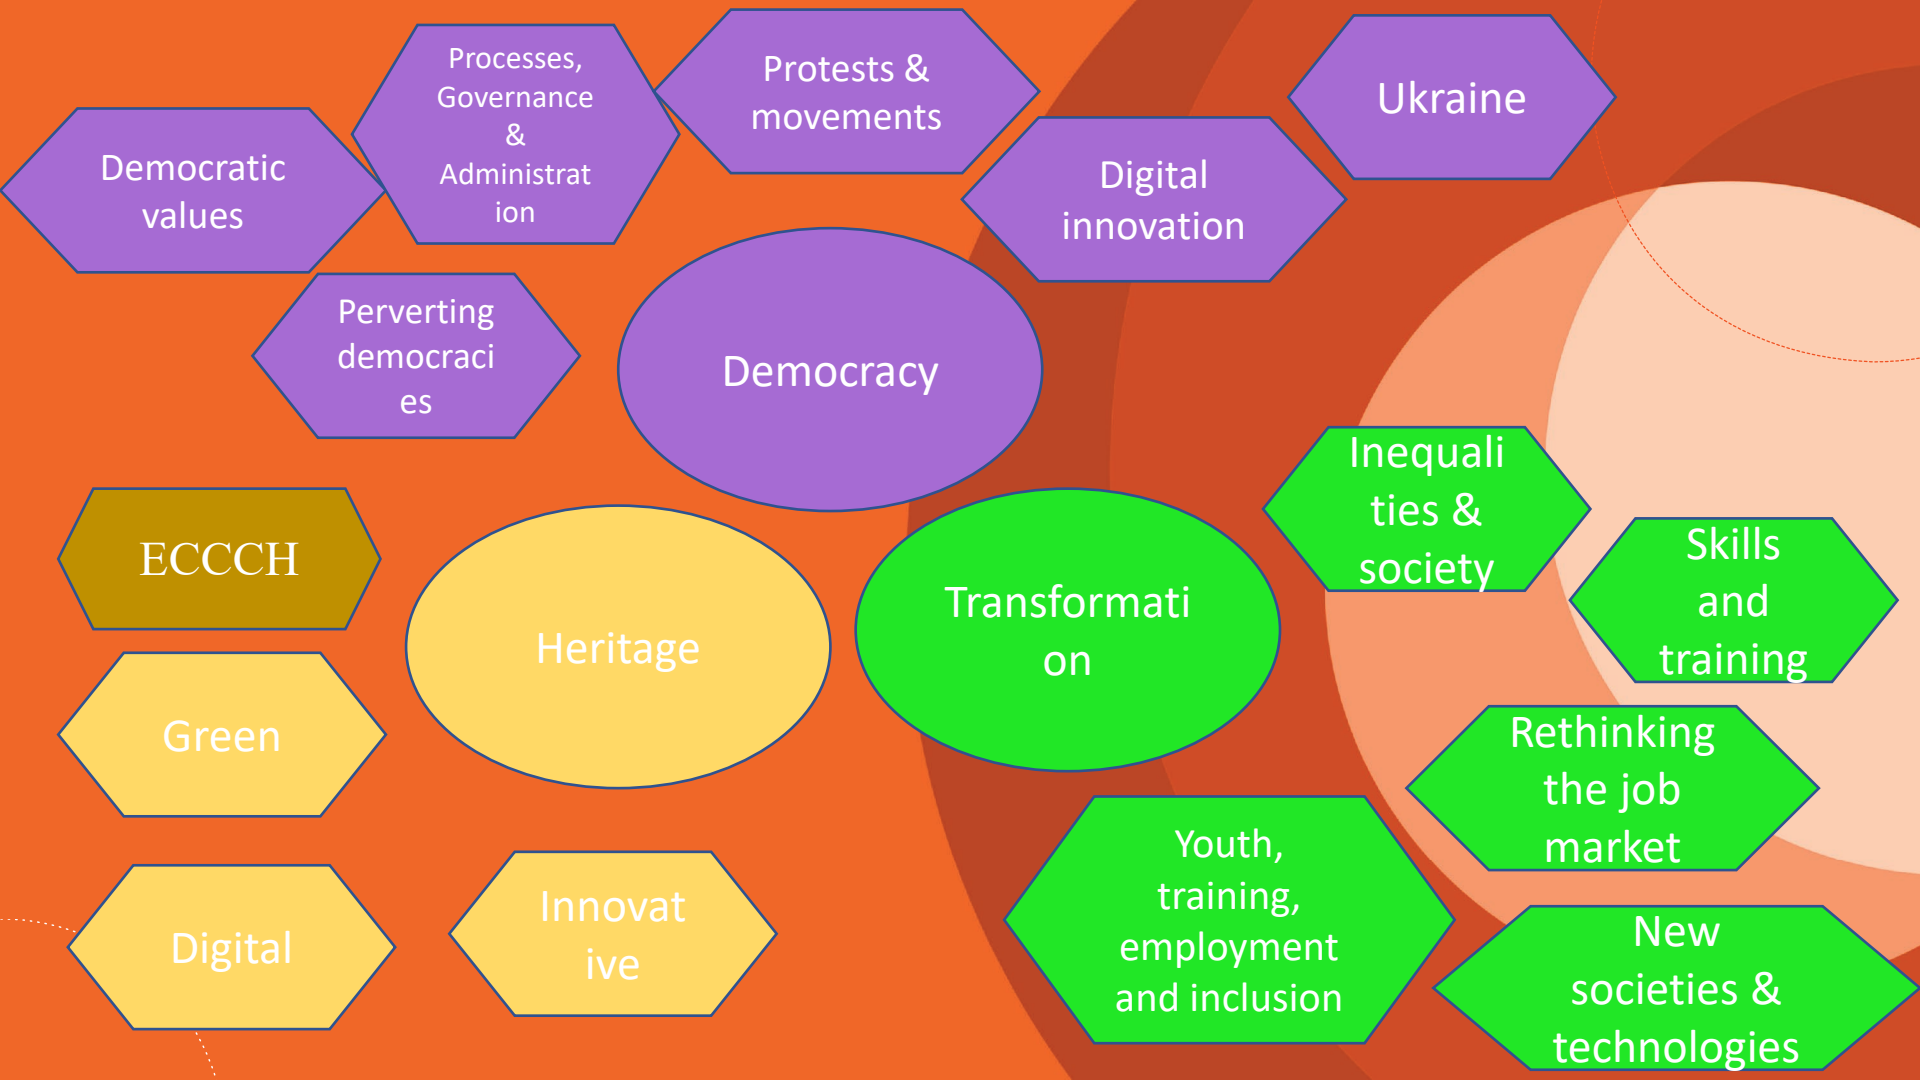 Processes,
Governance
&
Administrat
ion
Protests &
movements
Ukraine
Democratic
values
Digital
innovation
Perverting
democraci
es
Democracy
Inequali
ties &
society
ECCCH
Skills
and
training
Heritage
Transformati
on
Green
Rethinking
the job
market
Youth,
training,
employment
and inclusion
Digital
Innovat
ive
New
societies &
technologies